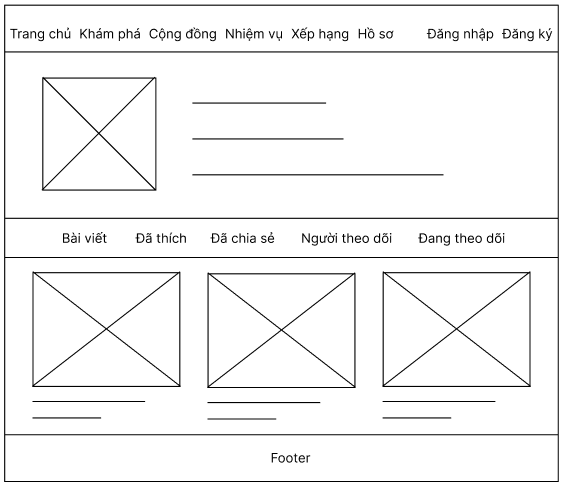 Trang chủ Khám phá Cộng đồng Nhiệm vụ Xếp hạng Hồ sơ Đăng nhập Đăng ký
Bài viết Đã thích Đã chia sẻ Người theo dõi Đang theo dõi
Footer